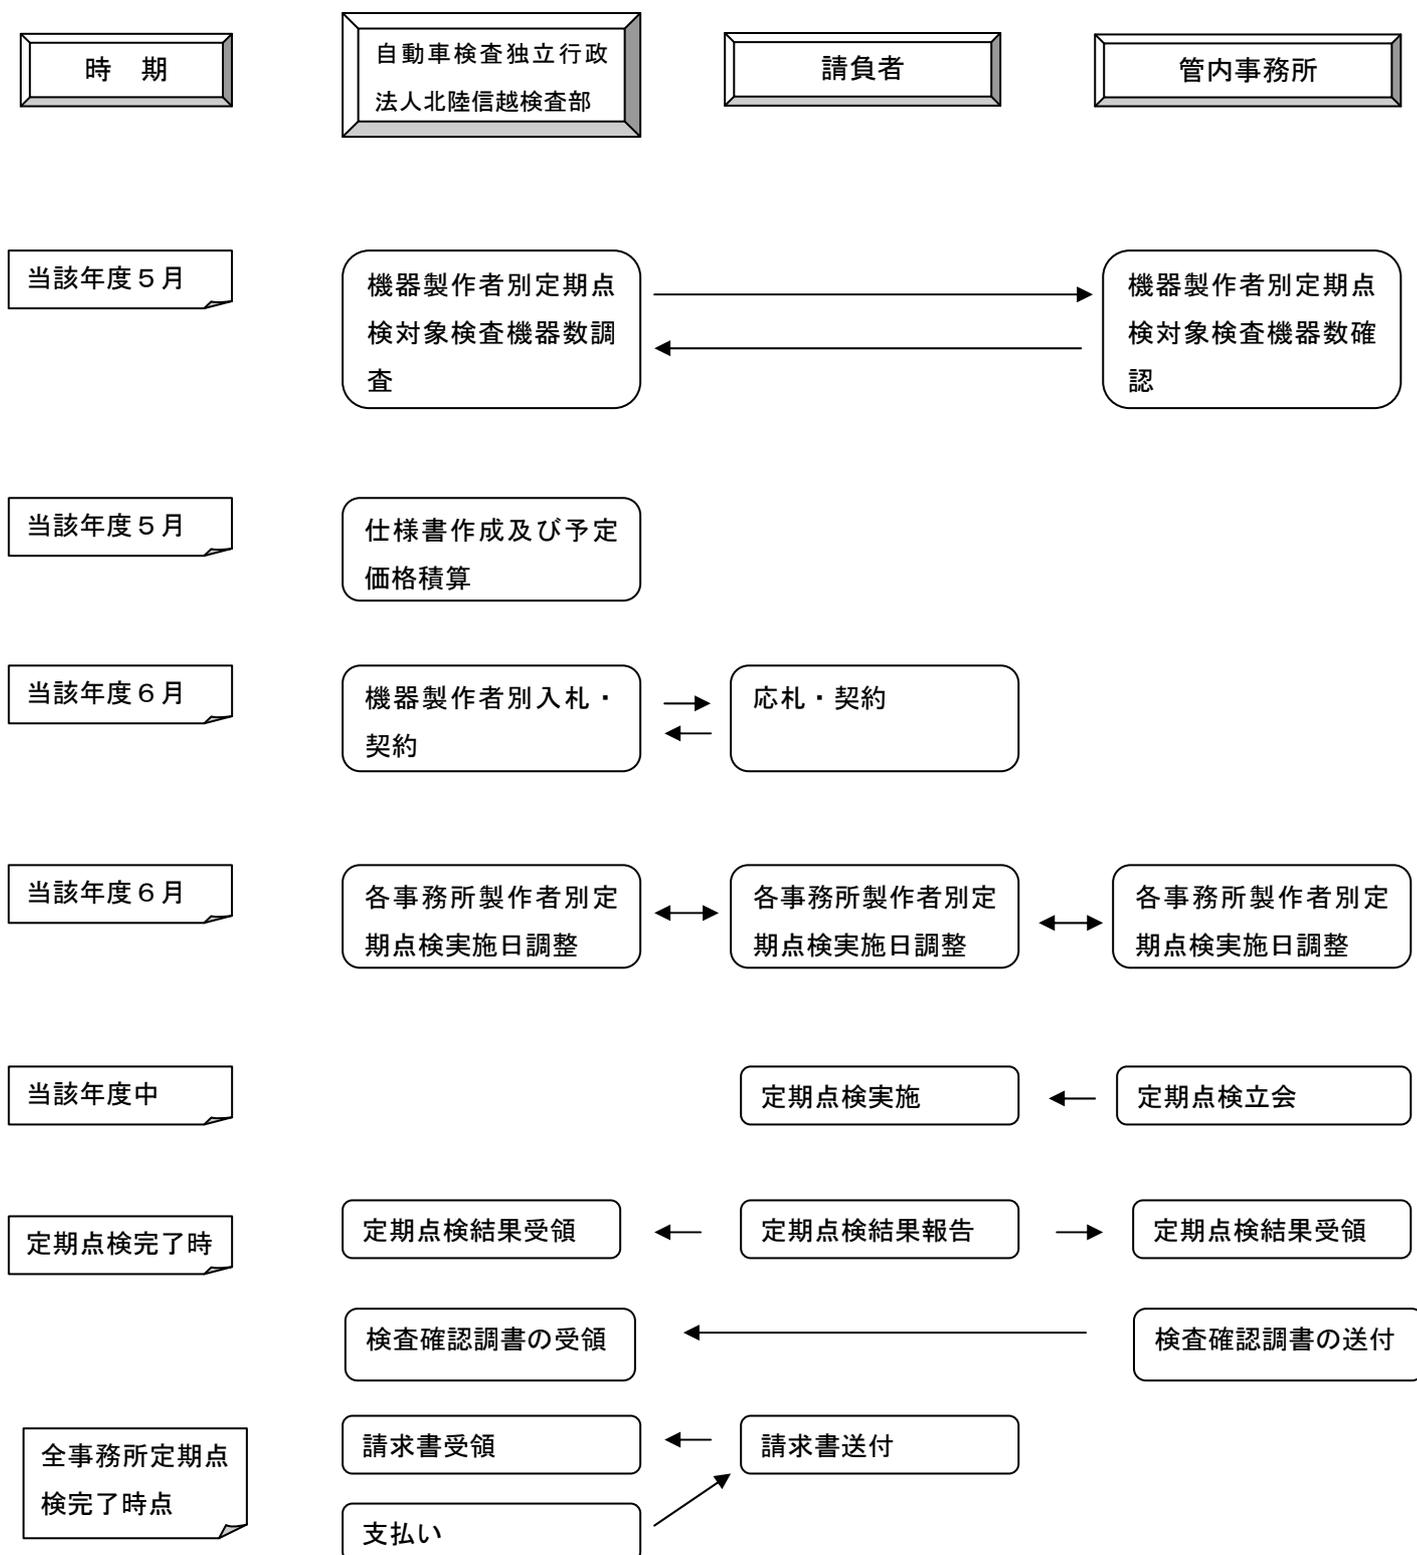 時　期
自動車検査独立行政
法人北陸信越検査部
請負者
管内事務所
当該年度５月
機器製作者別定期点
検対象検査機器数調
査
機器製作者別定期点
検対象検査機器数確
認
当該年度５月
仕様書作成及び予定
価格積算
当該年度６月
機器製作者別入札・
契約
応札・契約
当該年度６月
各事務所製作者別定
期点検実施日調整
各事務所製作者別定
期点検実施日調整
各事務所製作者別定
期点検実施日調整
当該年度中
定期点検実施
定期点検立会
定期点検完了時
定期点検結果受領
定期点検結果報告
定期点検結果受領
検査確認調書の受領
検査確認調書の送付
全事務所定期点
検完了時点
請求書受領
請求書送付
支払い